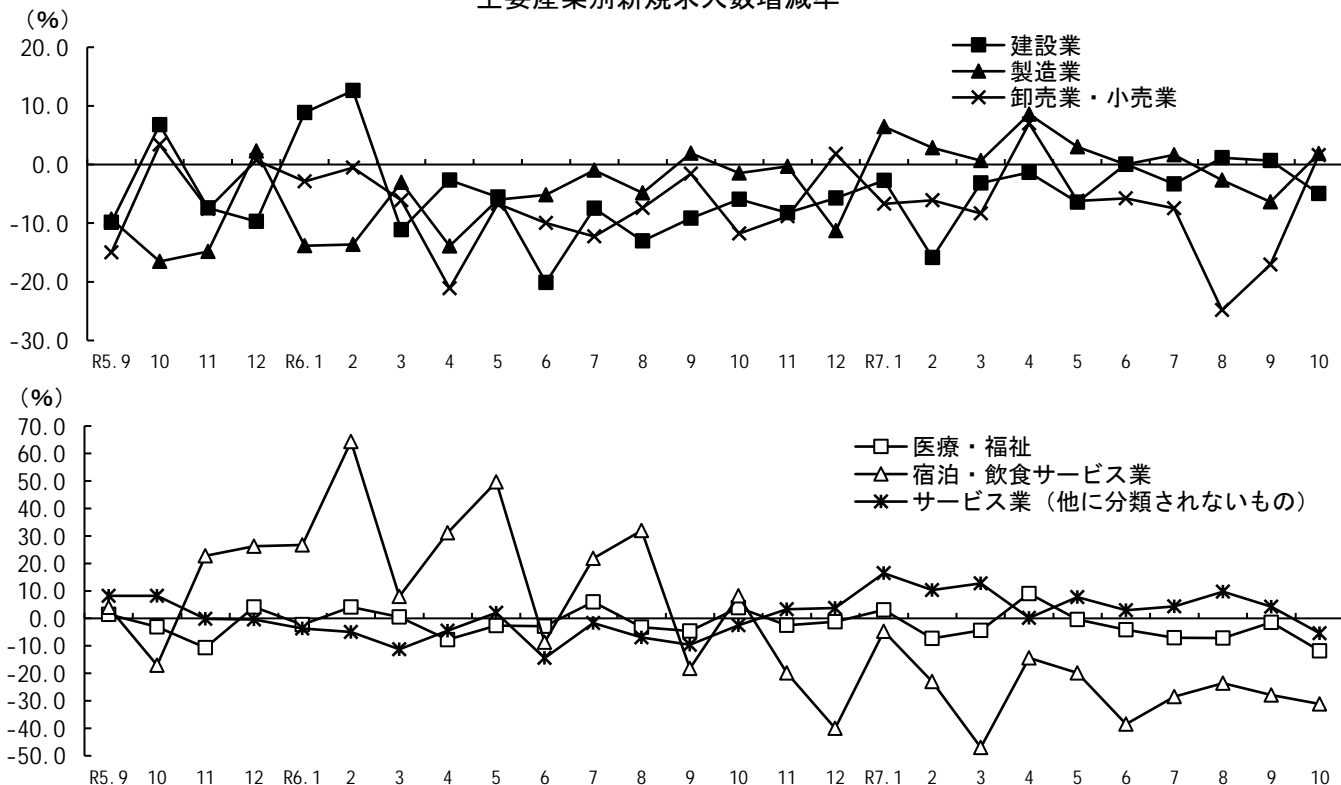 主要産業別新規求人数増減率
(%)
20.0
10.0
0.0
-10.0
-20.0
-30.0
建設業
製造業
卸売業・小売業
R5.9 10 11 12 R6.1 2 3 4 5 6 7 8 9 10 11 12 R7.1 2 3 4 5 6 7 8 9 10
(%)
70.0
60.0
50.0
40.0
30.0
20.0
10.0
0.0
-10.0
-20.0
-30.0
-40.0
-50.0
医療・福祉
宿泊・飲食サービス業
サービス業（他に分類されないもの）
R5.9 10 11 12 R6.1 2 3 4 5 6 7 8 9 10 11 12 R7.1 2 3 4 5 6 7 8 9 10